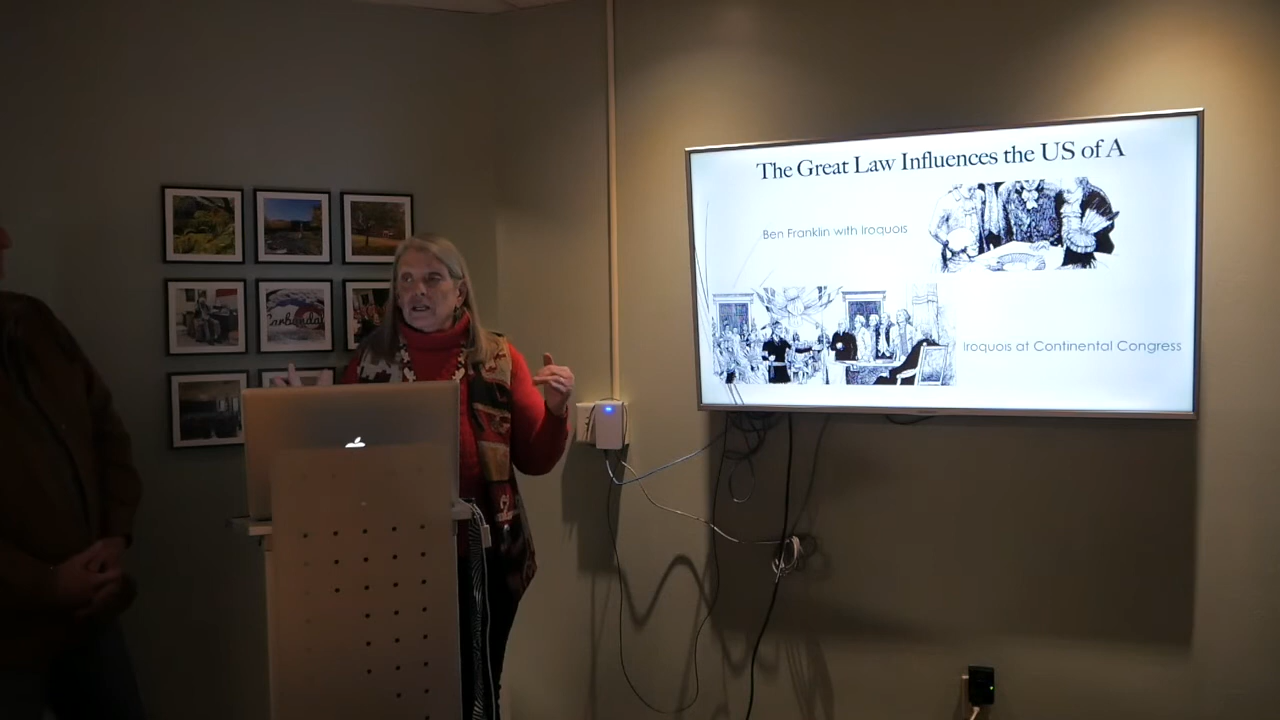 The Great Law Influences the US of A
Ben Franklin with Iroquois
Iroquois at Continental Congress